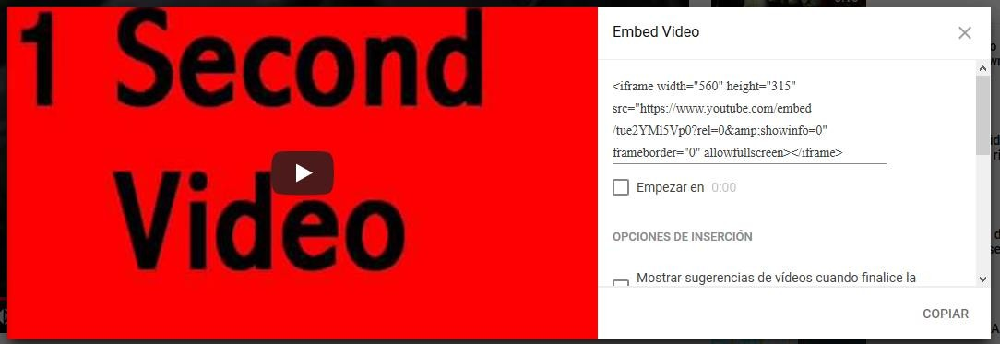 1 Second
Video
Embed Video
<iframe width="560" height="315"
src="https://www.youtube.com/embed
/tue2YMl5Vp0?rel=0&amp;showinfo=0"
frameborder="0" allowfullscreen></iframe>
Empezar en 0:00
OPCIONES DE INSERCIÓN
Mostrar sugerencias de vídeos cuando finalice la
COPIAR